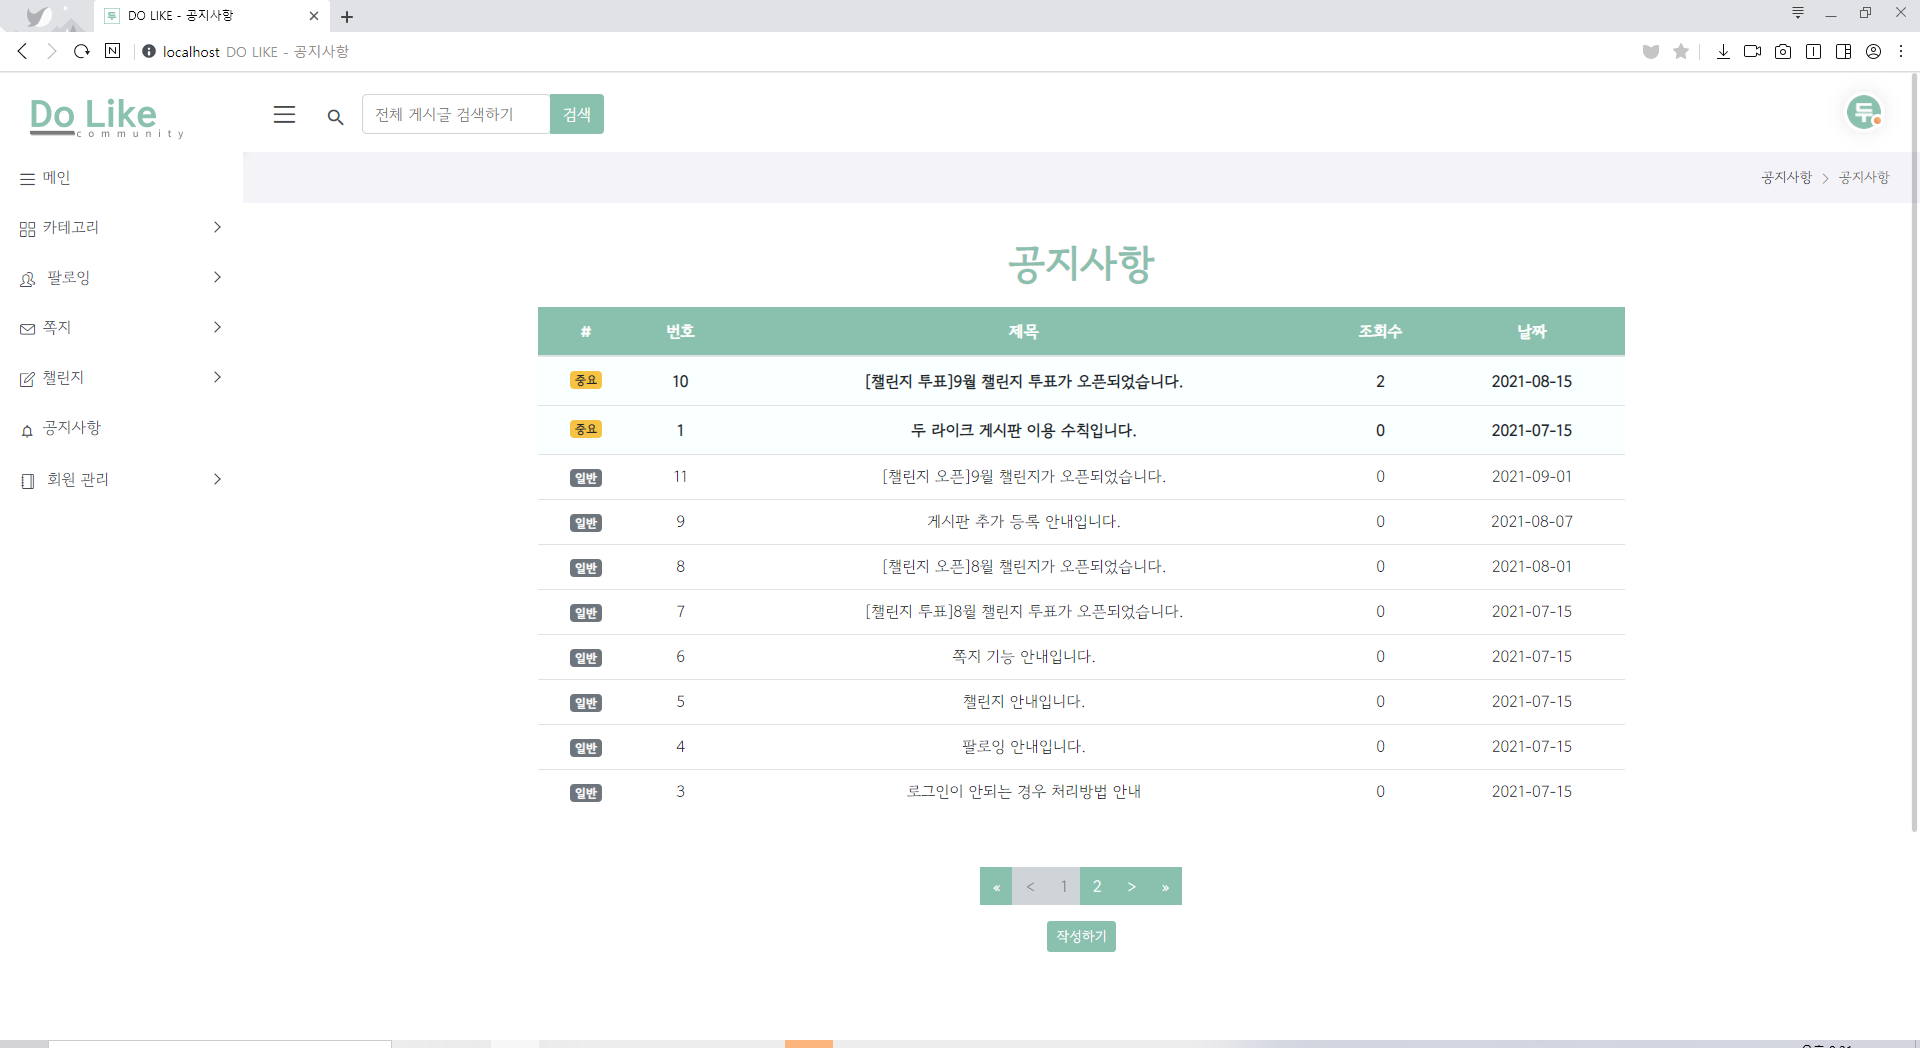 DO LIKE - 공지사항
localhost DO LIKE - 공지사항
Do Like
community
전체 게시글 검색하기 검색
두
메인
공지사항 > 공지사항
카테고리
팔로잉
쪽지
챌린지
공지사항
회원 관리
공지사항
# 번호 제목 조회수 날짜
중요 10 [챌린지 투표]9월 챌린지 투표가 오픈되었습니다. 2 2021-08-15
중요 1 두 라이크 게시판 이용 수칙입니다. 0 2021-07-15
일반 11 [챌린지 오픈]9월 챌린지가 오픈되었습니다. 0 2021-09-01
일반 9 게시판 추가 등록 안내입니다. 0 2021-08-07
일반 8 [챌린지 오픈]8월 챌린지가 오픈되었습니다. 0 2021-08-01
일반 7 [챌린지 투표]8월 챌린지 투표가 오픈되었습니다. 0 2021-07-15
일반 6 쪽지 기능 안내입니다. 0 2021-07-15
일반 5 챌린지 안내입니다. 0 2021-07-15
일반 4 팔로잉 안내입니다. 0 2021-07-15
일반 3 로그인이 안되는 경우 처리방법 안내 0 2021-07-15
« < 1 2 > »
작성하기